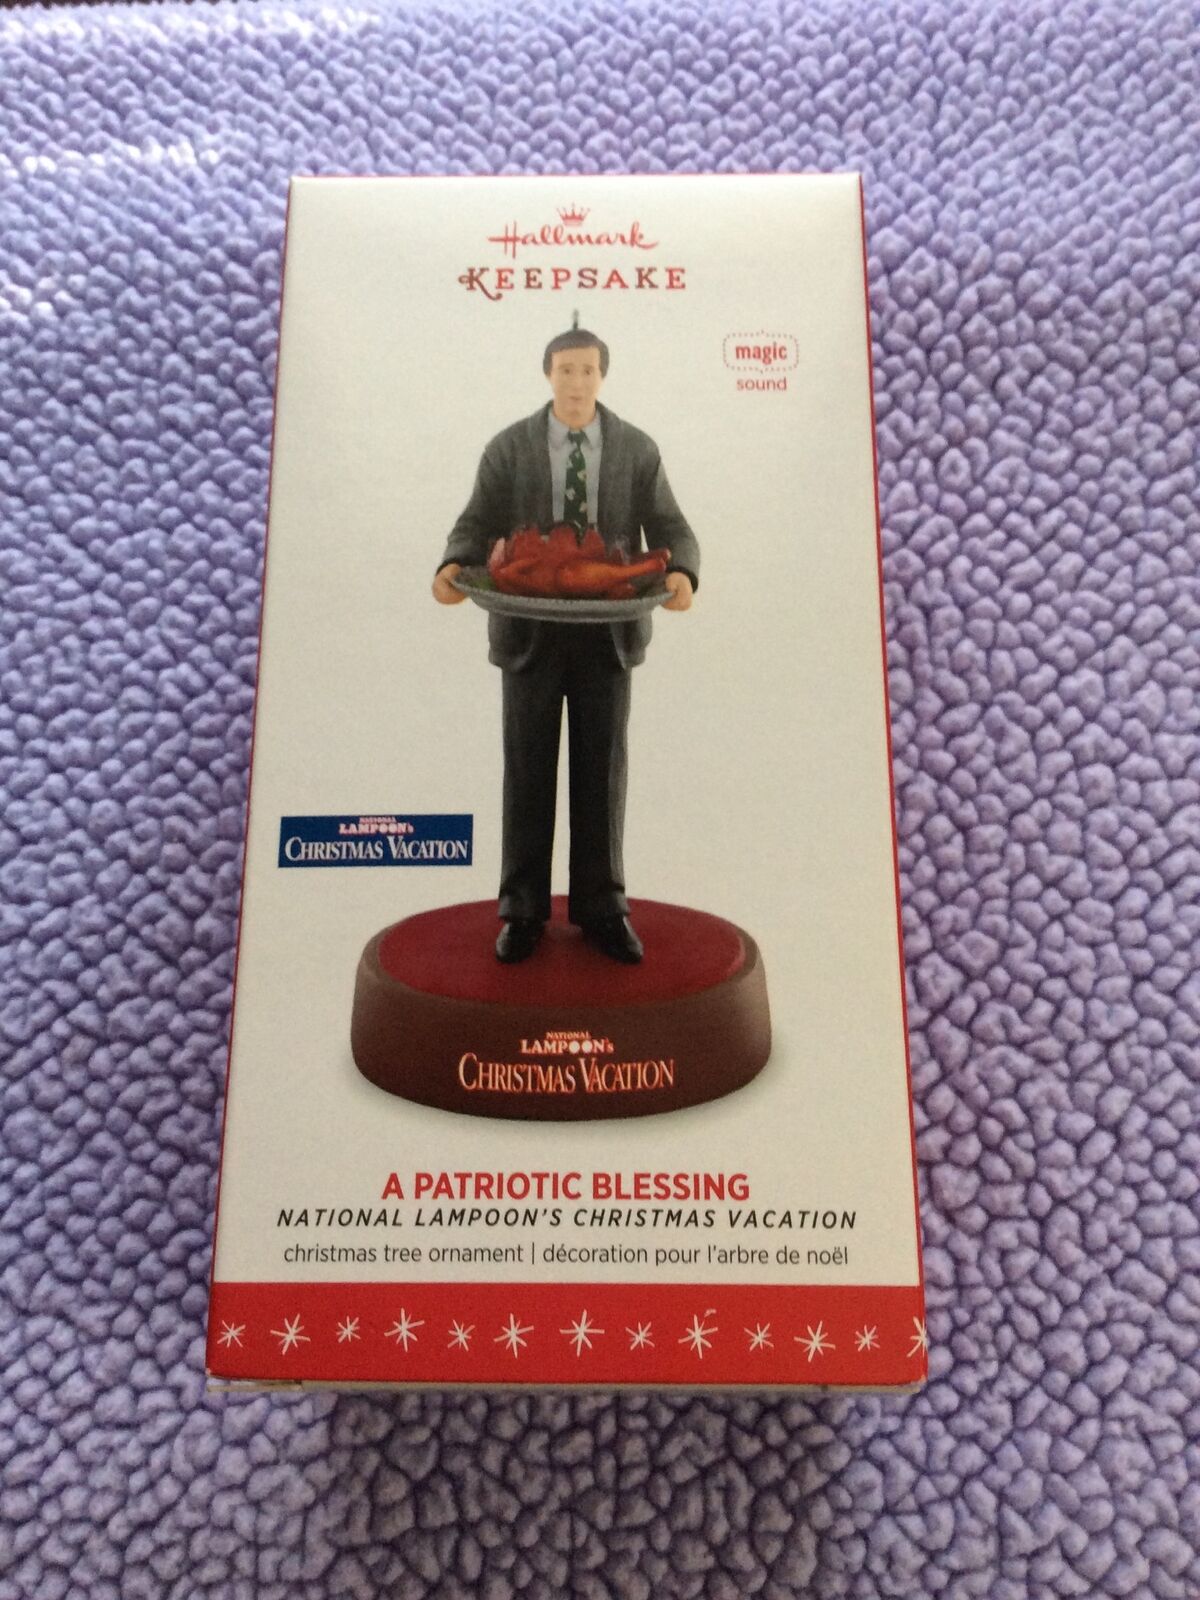 Hallmark
KEEPSAKE
magic
sound
NATIONAL
LAMPOON's
CHRISTMAS VACATION
NATIONAL
LAMPOON's
CHRISTMAS VACATION
A PATRIOTIC BLESSING
NATIONAL LAMPOON'S CHRISTMAS VACATION
christmas tree ornament | décoration pour l'arbre de noël